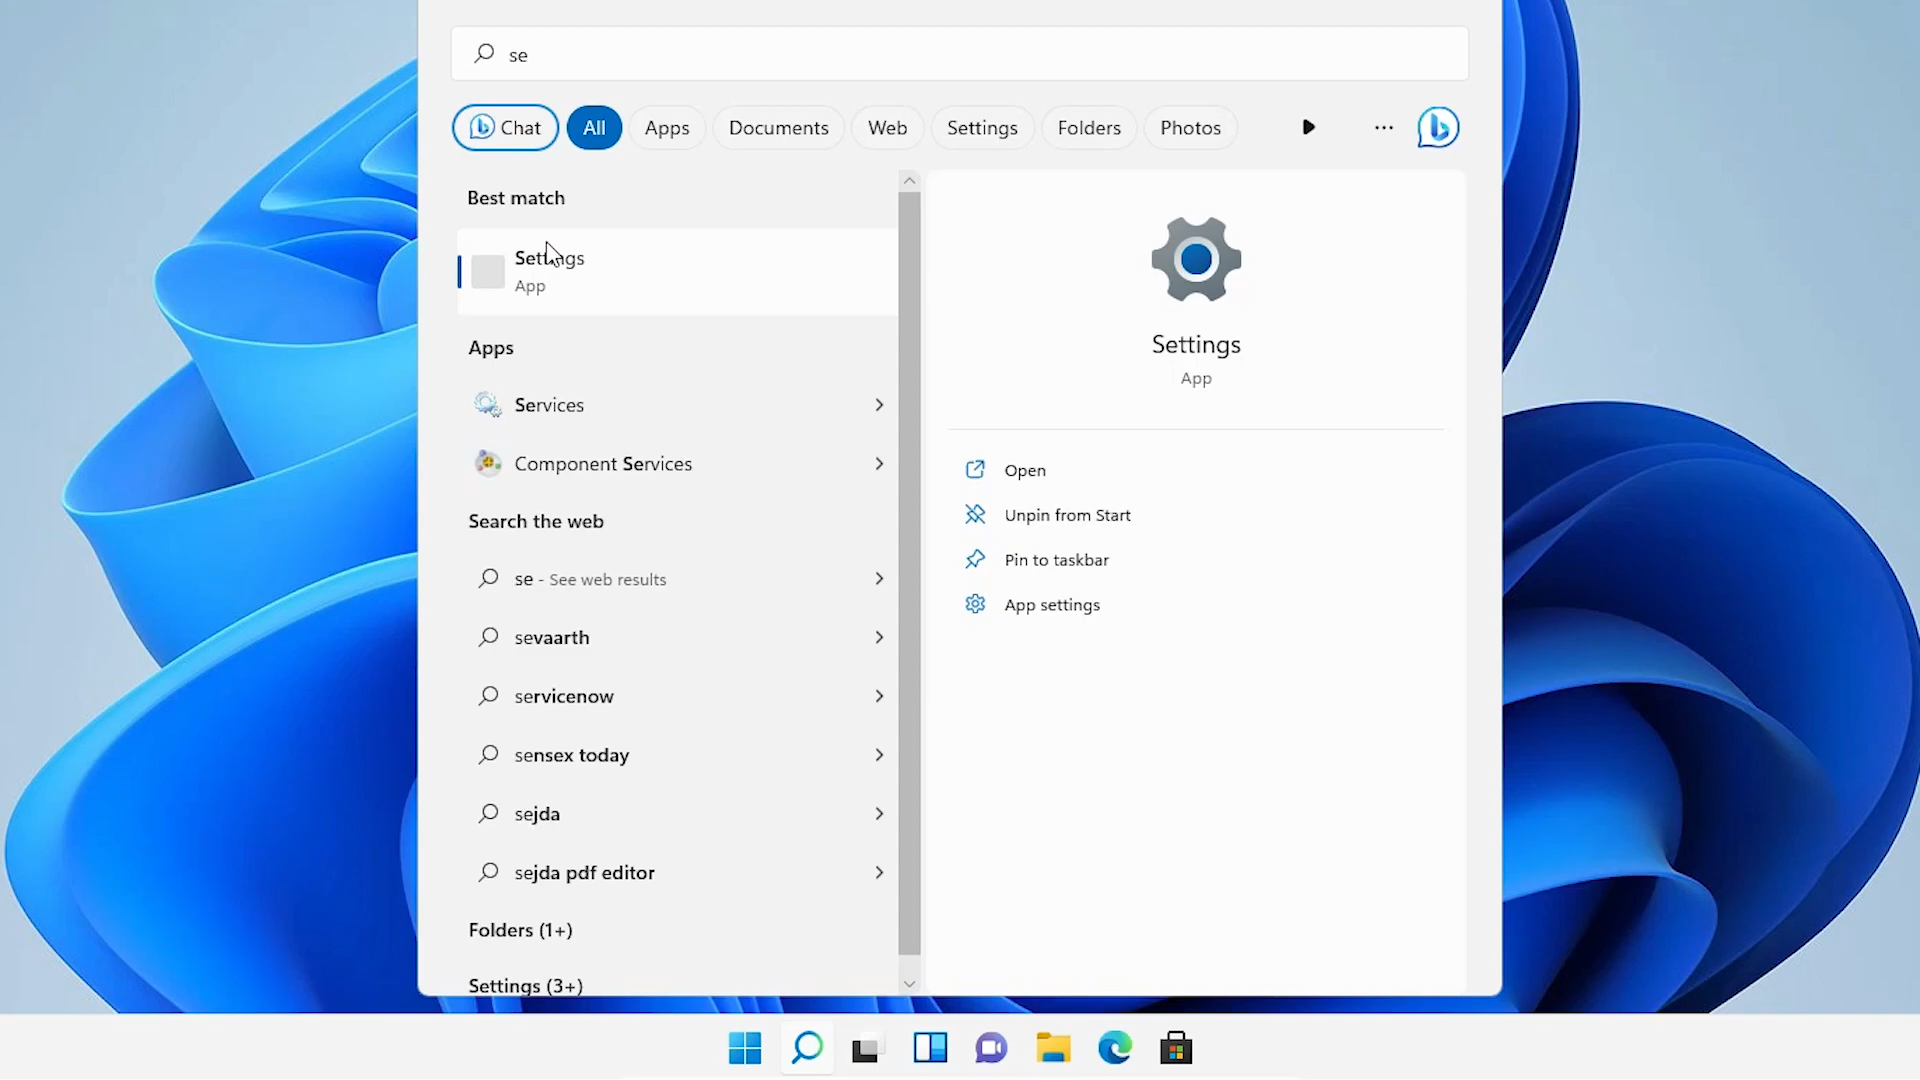 se
Chat All Apps Documents Web Settings Folders Photos
Best match
Settings
App
Apps
Services
Component Services
Search the web
se - See web results
sevaarth
servicenow
sensex today
sejda
sejda pdf editor
Folders (1+)
Settings (3+)
Settings
App
Open
Unpin from Start
Pin to taskbar
App settings